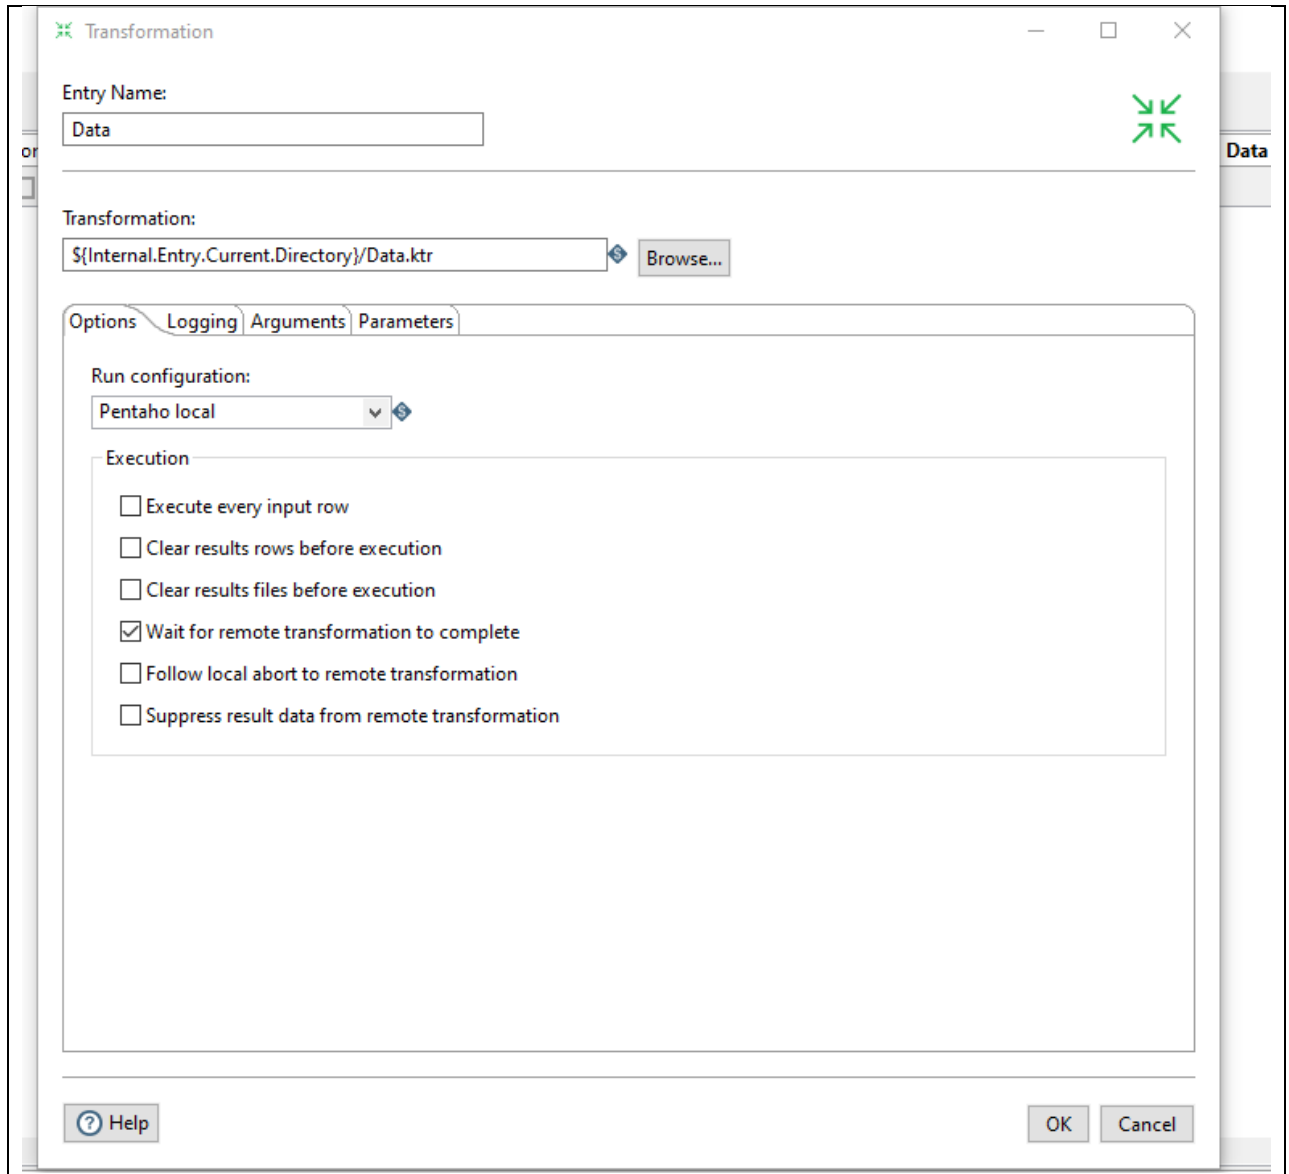 Transformation
Entry Name:
Data
or
Data
Transformation:
${Internal.Entry.Current.Directory}/Data.ktr
Browse...
Options Logging Arguments Parameters
Run configuration:
Pentaho local
Execution
Execute every input row
Clear results rows before execution
Clear results files before execution
Wait for remote transformation to complete
Follow local abort to remote transformation
Suppress result data from remote transformation
Help
OK
Cancel